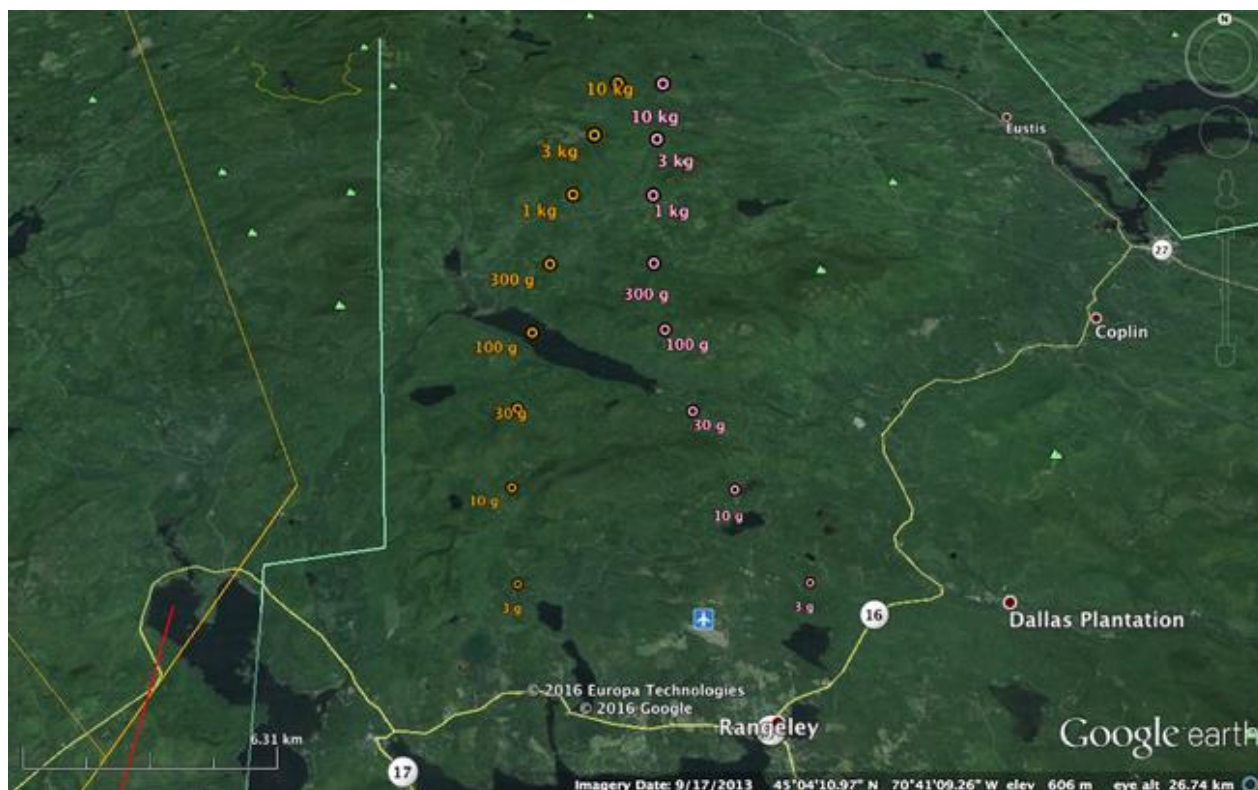 N
10 kg
10 kg
Eustis
3 kg
3 kg
1 kg
1 kg
27
300 g
300 g
Coplin
100 g
100 g
30 g
30 g
10 g
10 g
3 g
3 g
16
Dallas Plantation
© 2016 Europa Technologies
© 2016 Google
Rangeley
Google earth
6.31 km
17
Imagery Date: 9/17/2013 45°04'10.97" N 70°41'09.26" W elev 606 m eye alt 26.74 km